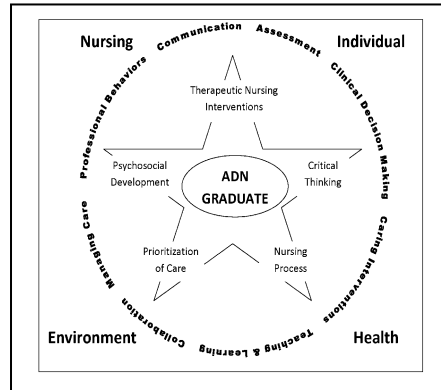 Nursing
Individual
Communication
Assessment
Clinical Decision Making
Caring Interventions
Teaching & Learning
Collaboration
Managing Care
Professional Behaviors
Therapeutic Nursing
Interventions
Psychosocial
Development
Critical
Thinking
ADN
GRADUATE
Prioritization
of Care
Nursing
Process
Environment
Health